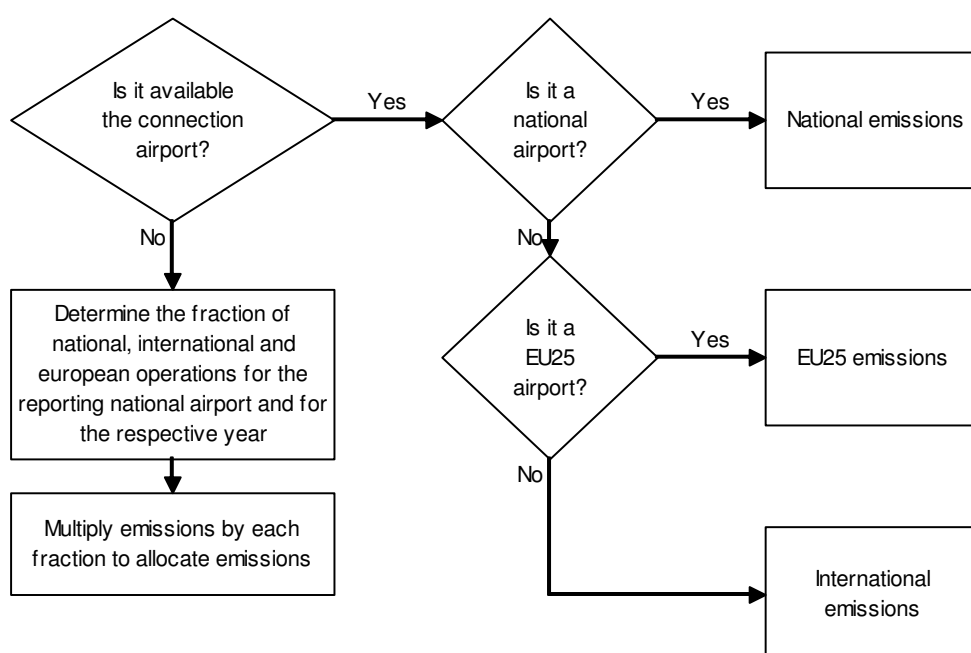 Is it available
the connection
airport?
Yes
Is it a
national
airport?
Yes
National emissions
No
No
Determine the fraction of
national, international and
european operations for the
reporting national airport and for
the respective year
Is it a
EU25
airport?
Yes
EU25 emissions
No
Multiply emissions by each
fraction to allocate emissions
International
emissions